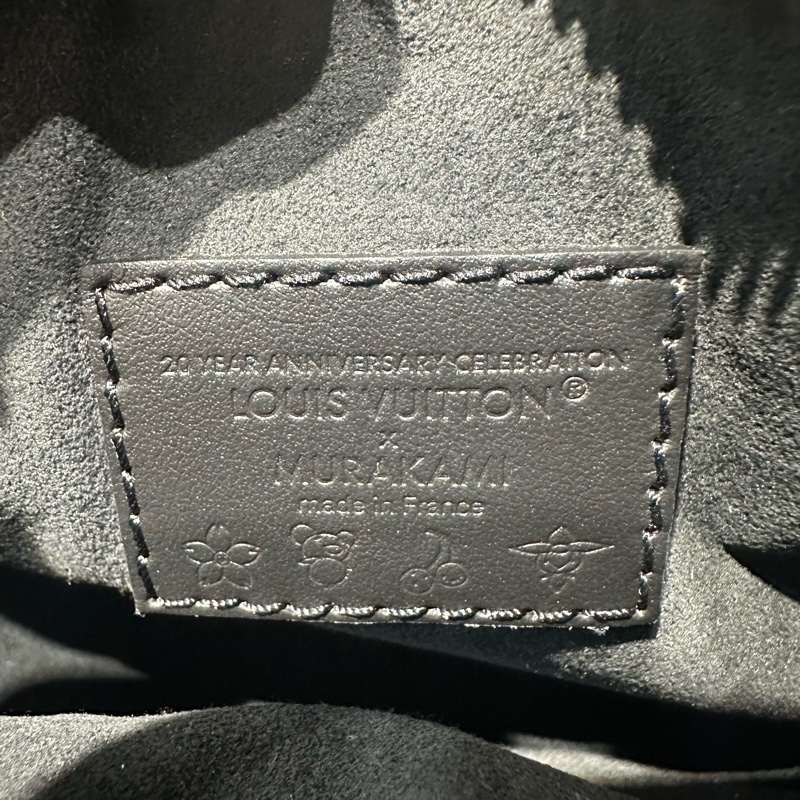 20 YEAR ANNIVERSARY CELEBRATION
LOUIS VUITTON®
X
MURAKAMI
made in France